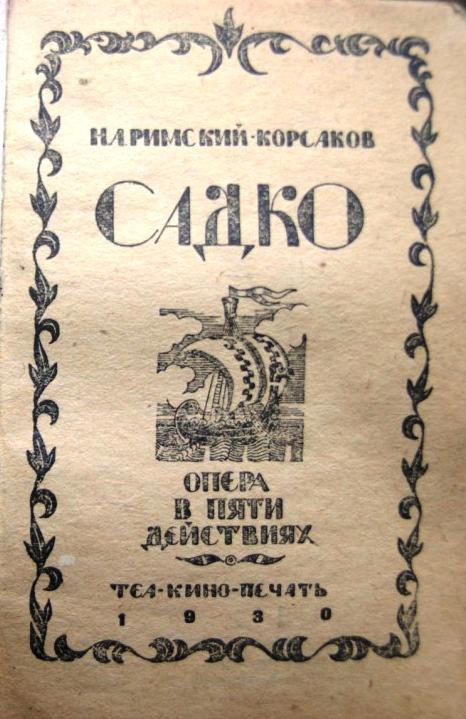 Н.А.РИМСКИЙ-КОРСАКОВ
САДКО
ОПЕРА
В ПЯТИ
ДЕЙСТВИЯХ
ТЕА-КИНО-ПЕЧАТЬ
1930